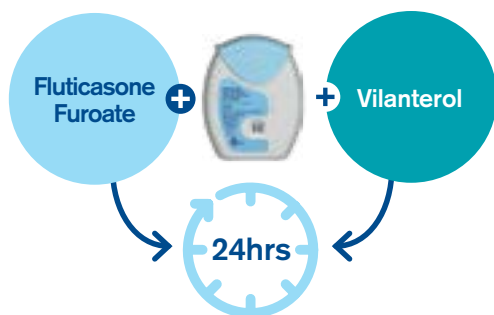 Fluticasone
Furoate
+
+
Vilanterol
24hrs